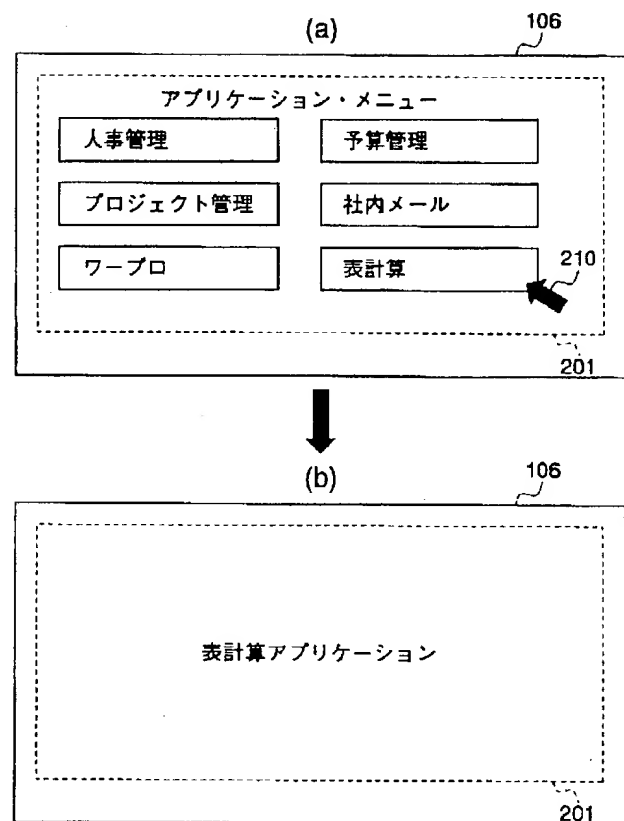 (a)
106
アプリケーション・メニュー
人事管理 予算管理
プロジェクト管理 社内メール
ワープロ 表計算
210
201
(b)
106
表計算アプリケーション
201